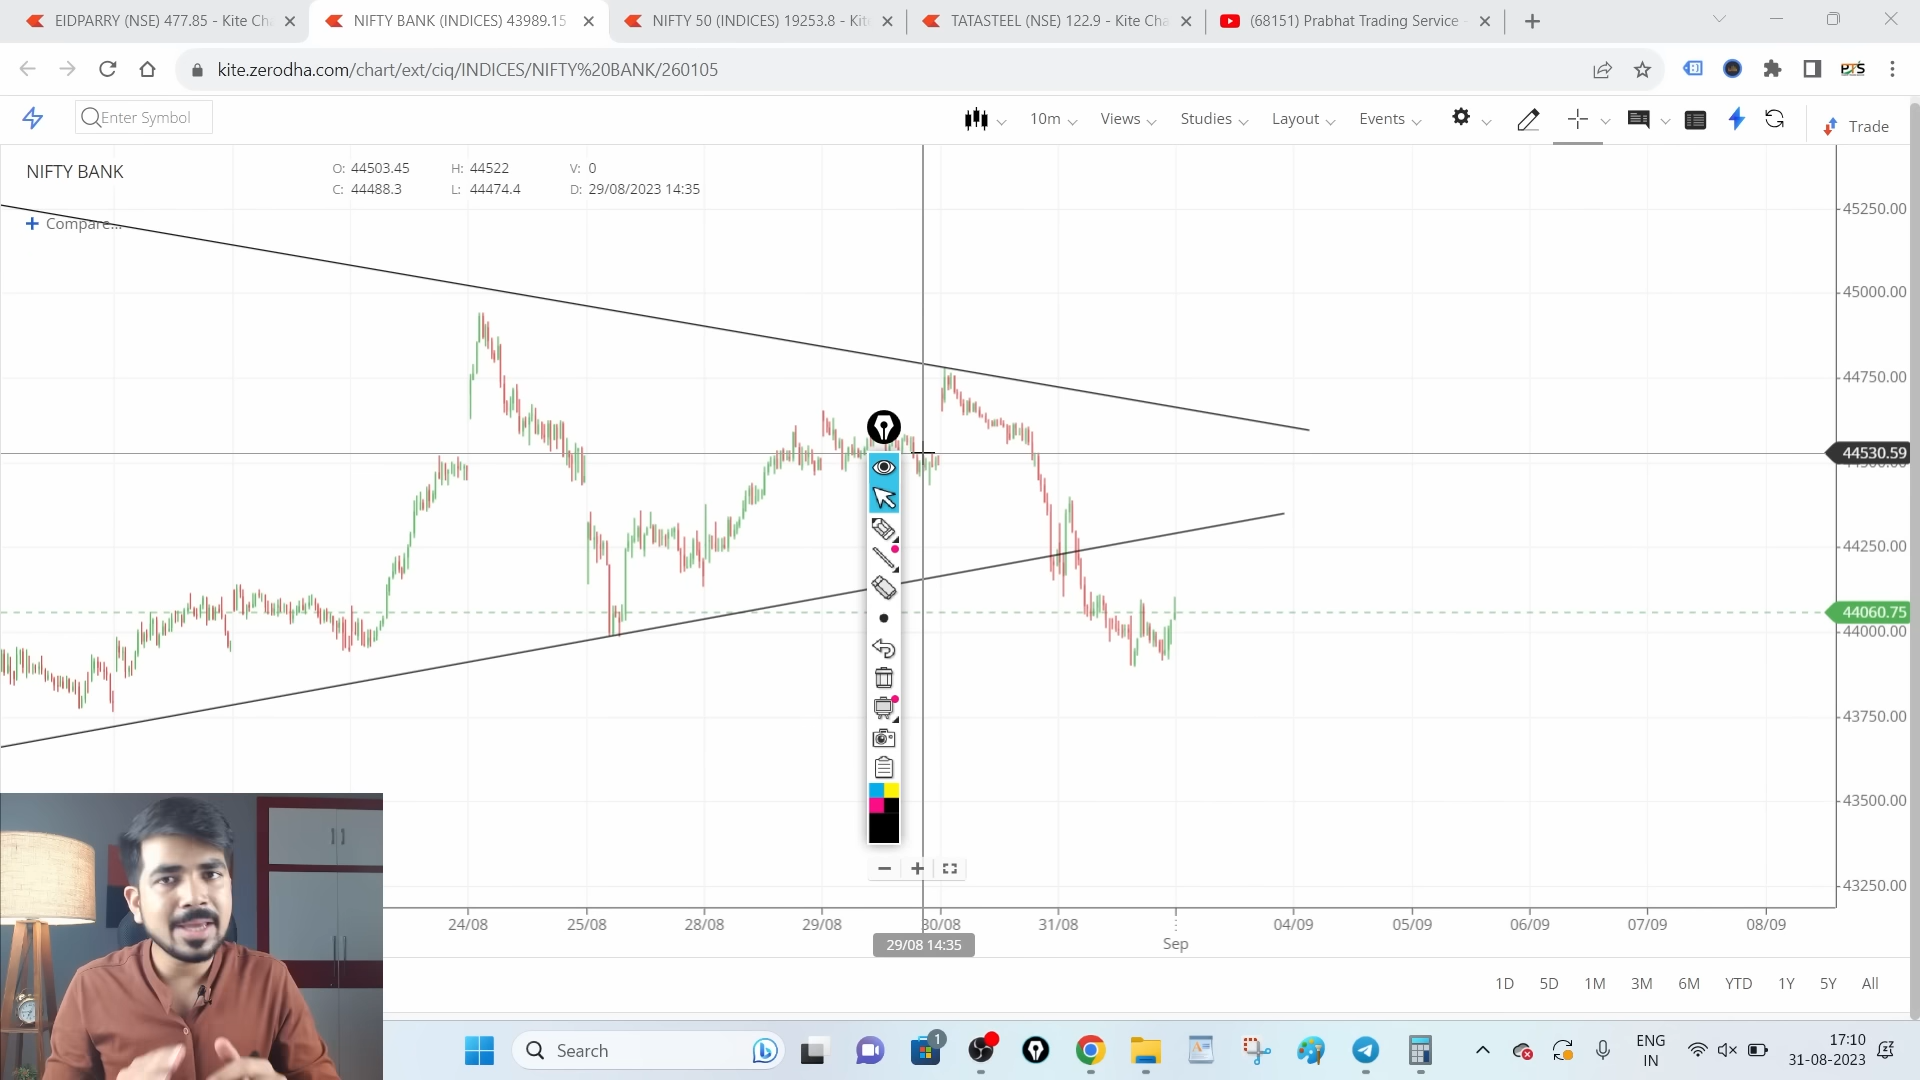 EIDPARRY (NSE) 477.85 - Kite Cha
NIFTY BANK (INDICES) 43989.15
NIFTY 50 (INDICES) 19253.8 - Kite
TATASTEEL (NSE) 122.9 - Kite Cha
(68151) Prabhat Trading Service -
kite.zerodha.com/chart/ext/ciq/INDICES/NIFTY%20BANK/260105
PTS
Enter Symbol
10m
Views
Studies
Layout
Events
Trade
NIFTY BANK
O: 44503.45 H: 44522 V: 0
C: 44488.3 L: 44474.4 D: 29/08/2023 14:35
Compare...
45250.00
45000.00
44750.00
44530.59
44250.00
44060.75
44000.00
43750.00
43500.00
43250.00
24/08 25/08 28/08 29/08 30/08 31/08 04/09 05/09 06/09 07/09 08/09
Sep
29/08 14:35
1D 5D 1M 3M 6M YTD 1Y 5Y All
Search
1
ENG
IN
17:10
31-08-2023